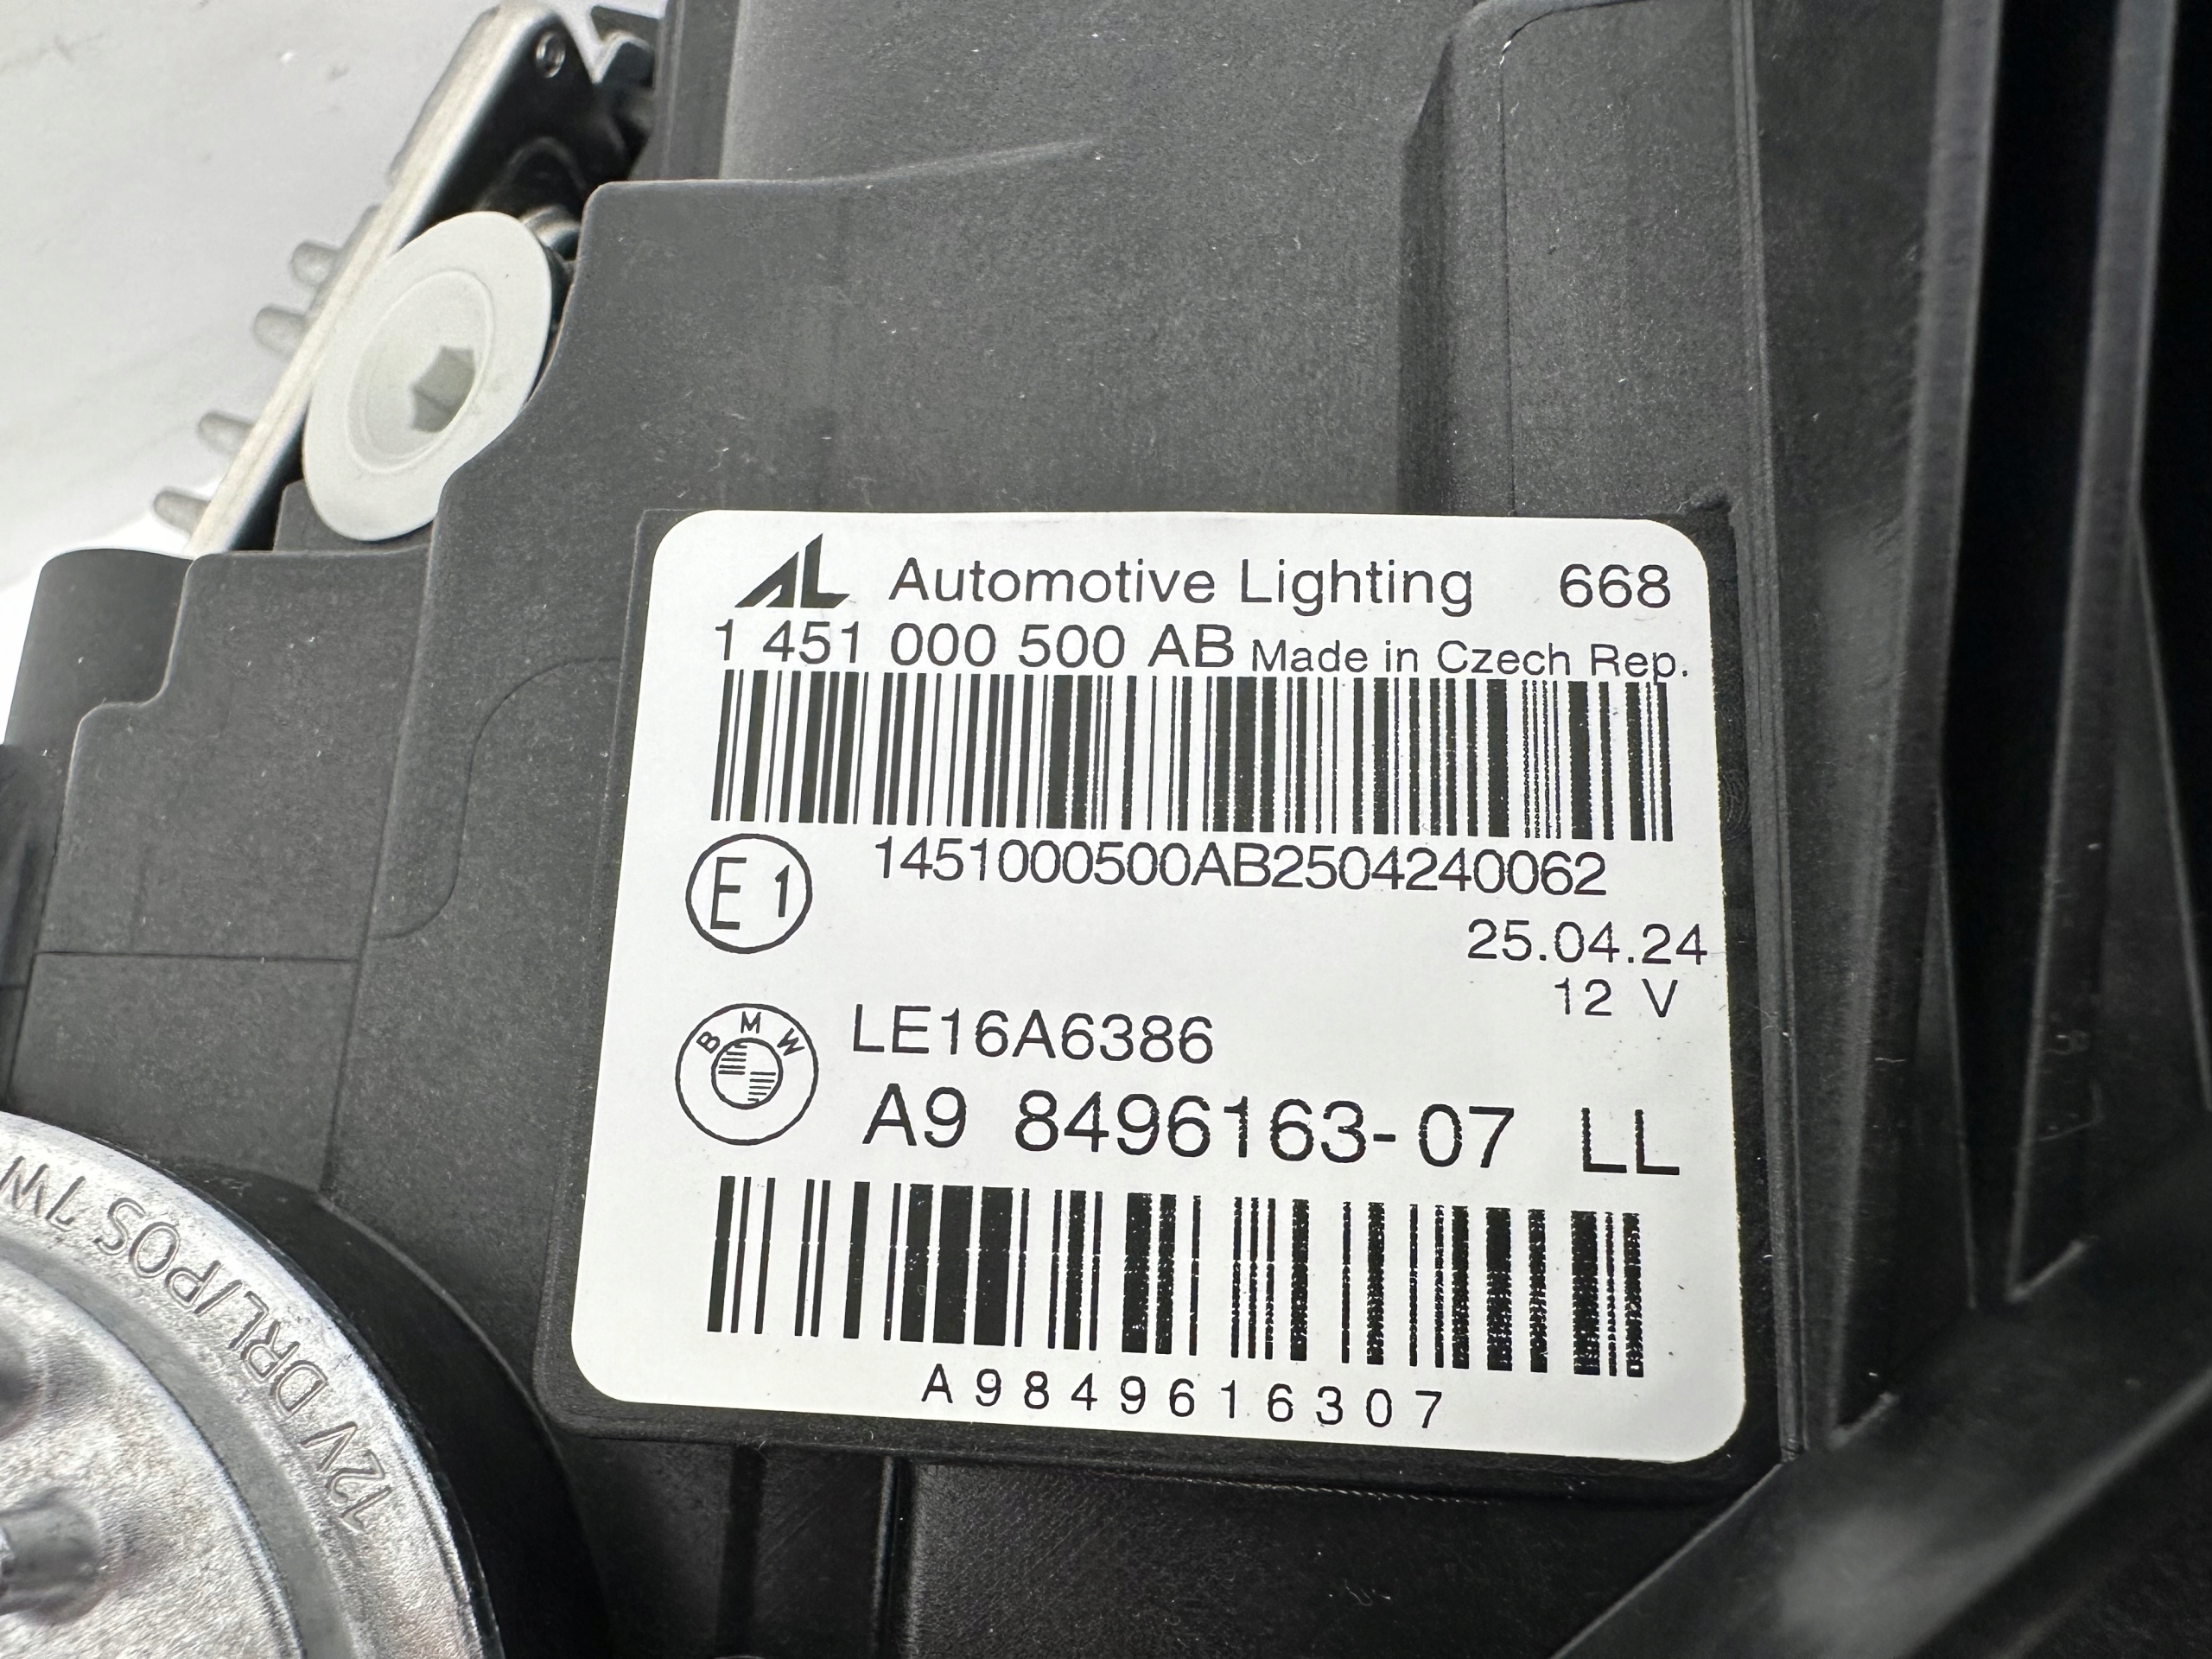 AL Automotive Lighting 668
1 451 000 500 AB Made in Czech Rep.
1451000500AB2504240062
E1
25.04.24
12 V
BMW
LE16A6386
A9 8496163-07 LL
A9849616307
12V DRL/POS 1W